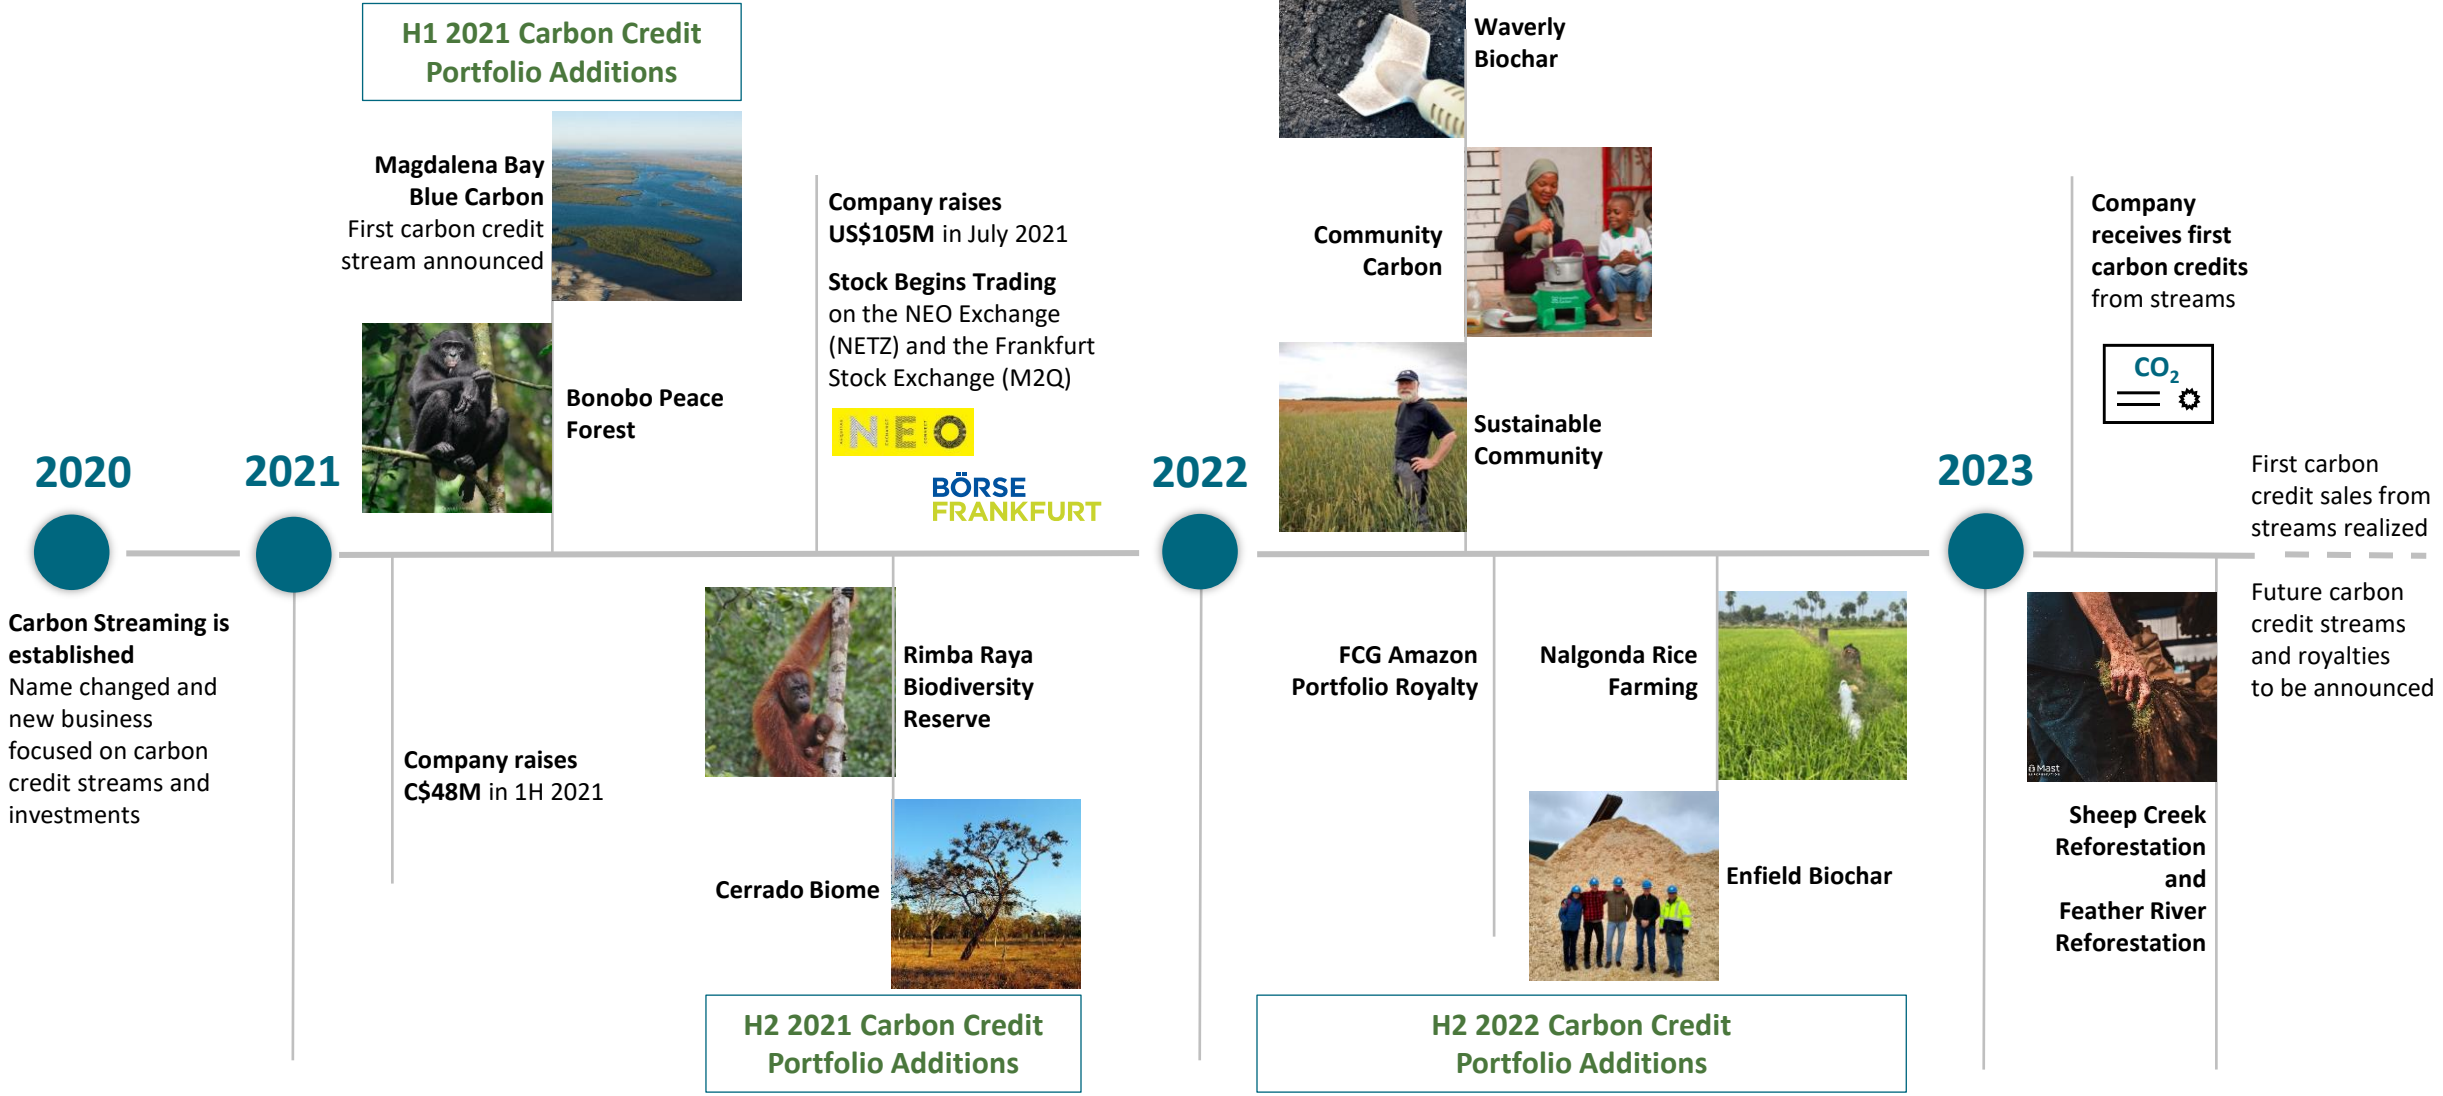 H1 2021 Carbon Credit
Portfolio Additions
Magdalena Bay
Blue Carbon
First carbon credit
stream announced
Bonobo Peace
Forest
Company raises
US$105M in July 2021
Stock Begins Trading
on the NEO Exchange
(NETZ) and the Frankfurt
Stock Exchange (M2Q)
NEO
BÖRSE
FRANKFURT
Waverly
Biochar
Community
Carbon
Sustainable
Community
Company
receives first
carbon credits
from streams
CO₂
2020
2021
2022
2023
First carbon
credit sales from
streams realized
Carbon Streaming is
established
Name changed and
new business
focused on carbon
credit streams and
investments
Company raises
C$48M in 1H 2021
Rimba Raya
Biodiversity
Reserve
Cerrado Biome
H2 2021 Carbon Credit
Portfolio Additions
FCG Amazon
Portfolio Royalty
Nalgonda Rice
Farming
Enfield Biochar
H2 2022 Carbon Credit
Portfolio Additions
Mast
Sheep Creek
Reforestation
and
Feather River
Reforestation
Future carbon
credit streams
and royalties
to be announced